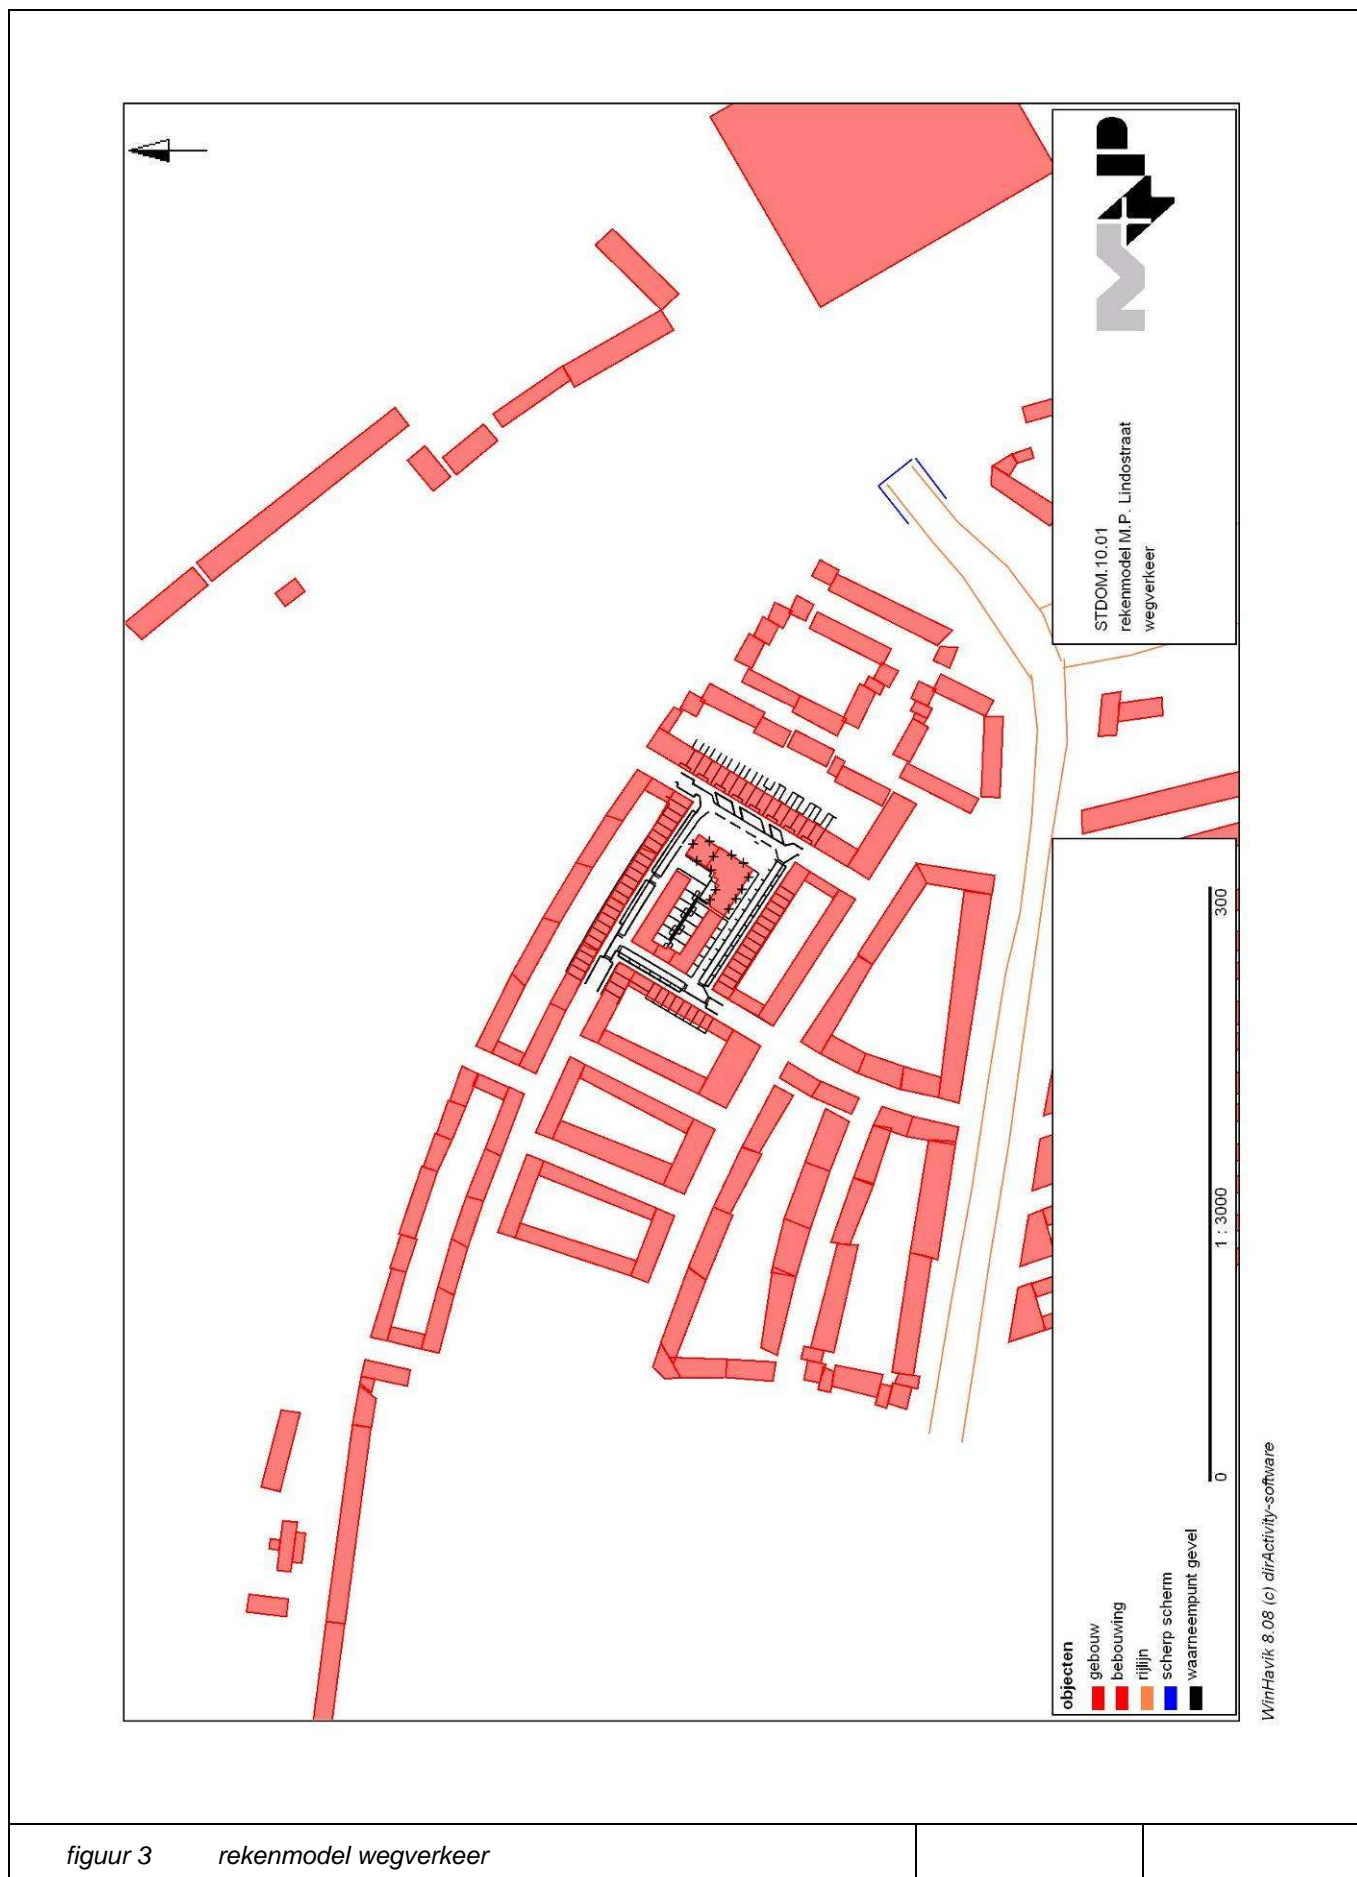 M+P
STDOM.10.01
rekenmodel M.P. Lindostraat
wegverkeer
objecten
gebouw
bebouwing
rijlijn
scherp scherm
waarneempunt gevel
0
1 : 3000
300
WinHavik 8.08 (c) dirActivity-software
figuur 3 rekenmodel wegverkeer